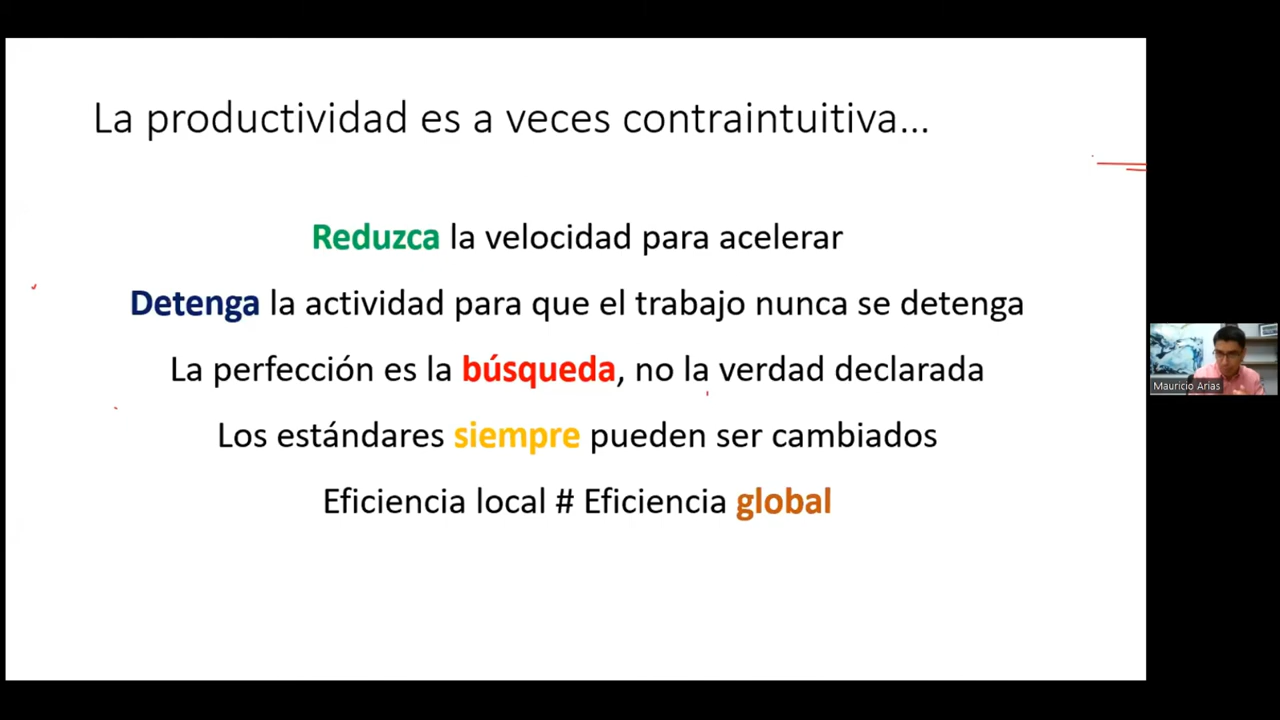 La productividad es a veces contraintuitiva...
Reduzca la velocidad para acelerar
Detenga la actividad para que el trabajo nunca se detenga
La perfección es la búsqueda, no la verdad declarada
Los estándares siempre pueden ser cambiados
Eficiencia local # Eficiencia global
Mauricio Arias